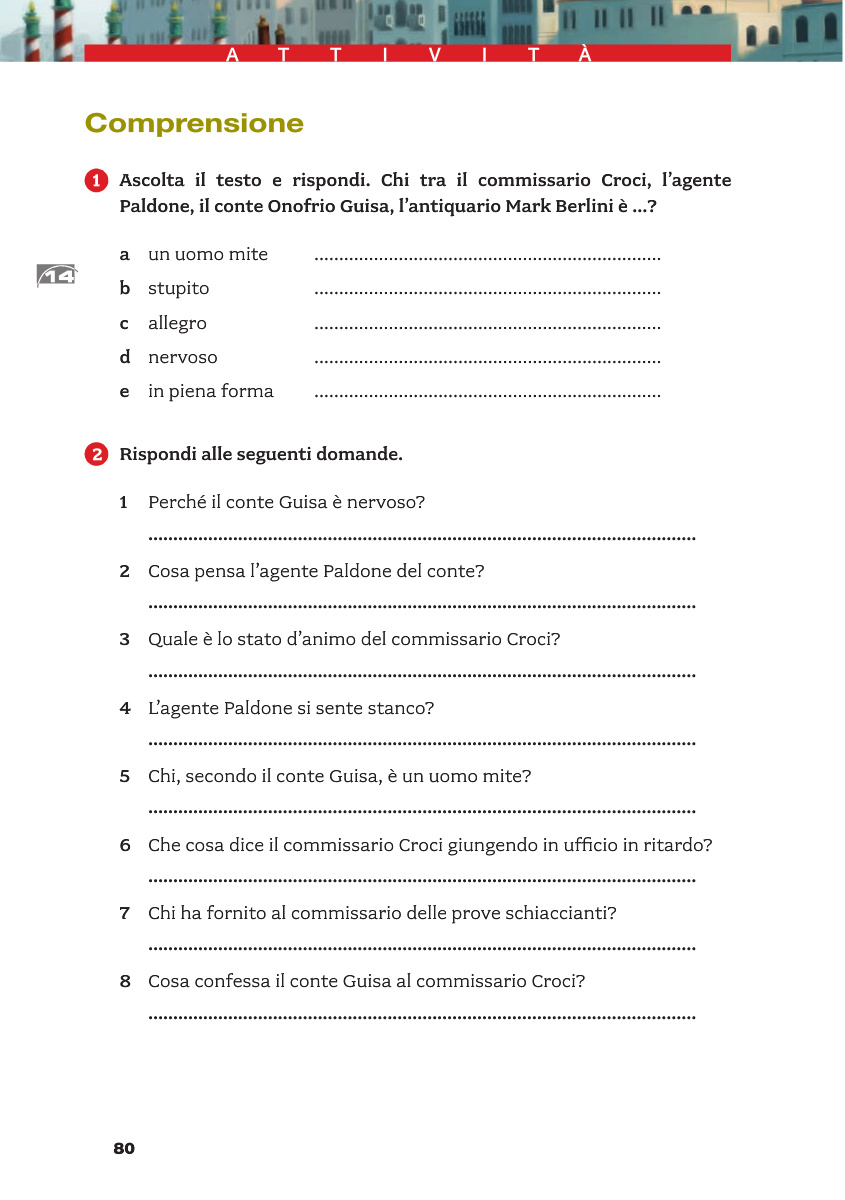 ATTIVITÀ
Comprensione
1 Ascolta il testo e rispondi. Chi tra il commissario Croci, l’agente
Paldone, il conte Onofrio Guisa, l’antiquario Mark Berlini è ...?
14
a un uomo mite ......................................................................
b stupito ......................................................................
c allegro ......................................................................
d nervoso ......................................................................
e in piena forma ......................................................................
2 Rispondi alle seguenti domande.
1 Perché il conte Guisa è nervoso?
..............................................................................................................
2 Cosa pensa l’agente Paldone del conte?
..............................................................................................................
3 Quale è lo stato d’animo del commissario Croci?
..............................................................................................................
4 L’agente Paldone si sente stanco?
..............................................................................................................
5 Chi, secondo il conte Guisa, è un uomo mite?
..............................................................................................................
6 Che cosa dice il commissario Croci giungendo in ufficio in ritardo?
..............................................................................................................
7 Chi ha fornito al commissario delle prove schiaccianti?
..............................................................................................................
8 Cosa confessa il conte Guisa al commissario Croci?
..............................................................................................................
80